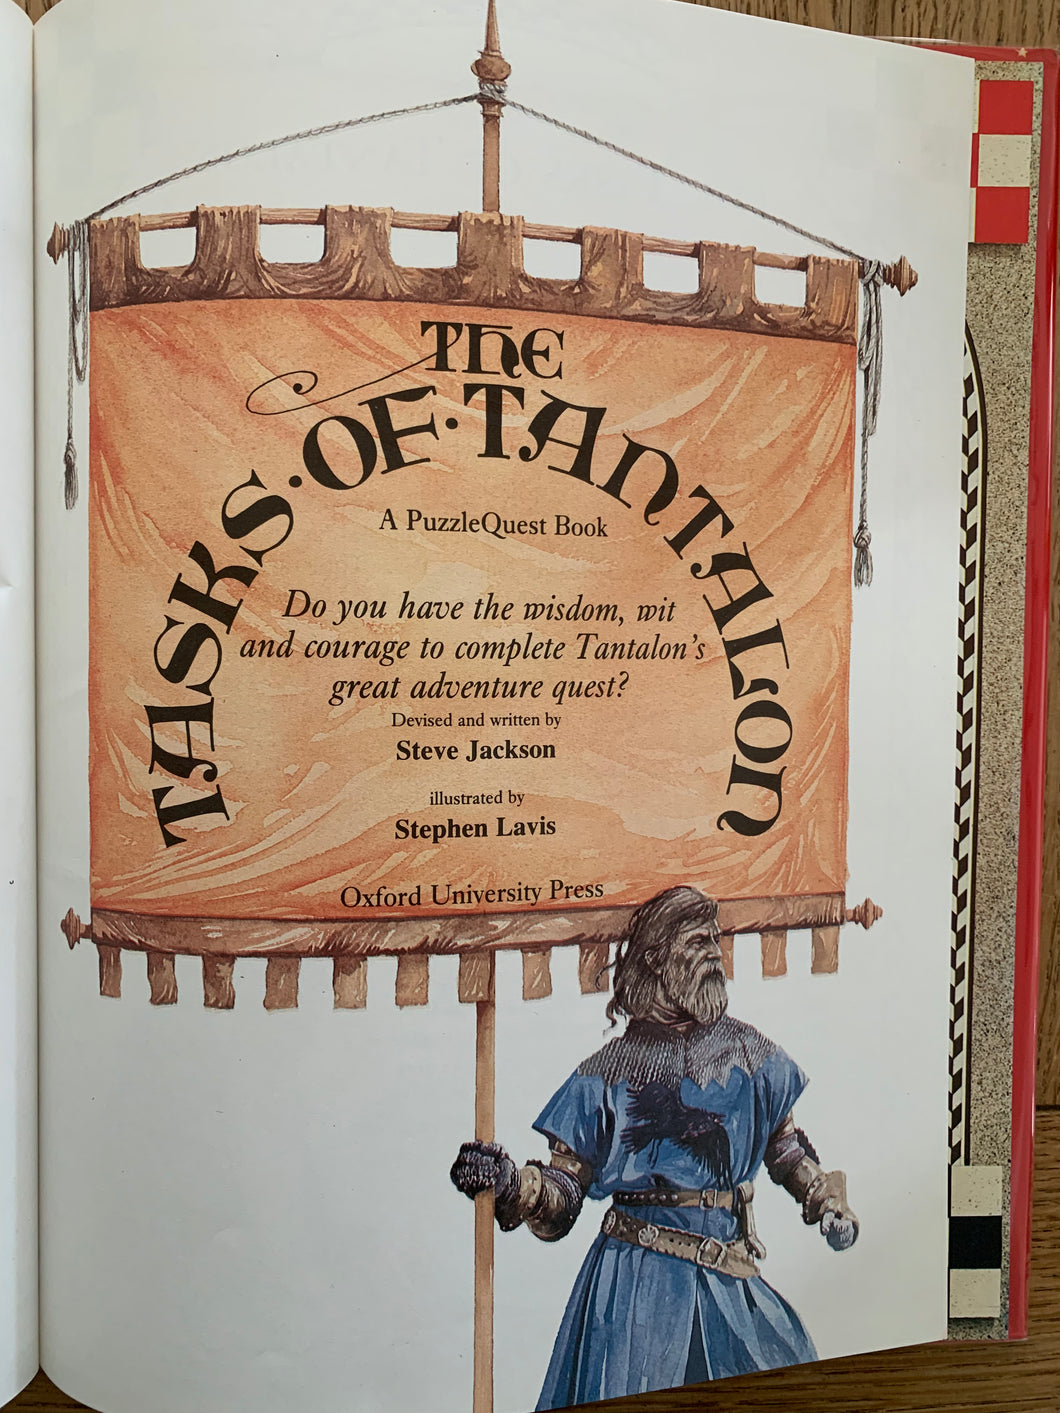 THE
TASKS·OF·TANTALON
A PuzzleQuest Book
Do you have the wisdom, wit
and courage to complete Tantalon's
great adventure quest?
Devised and written by
Steve Jackson
illustrated by
Stephen Lavis
Oxford University Press